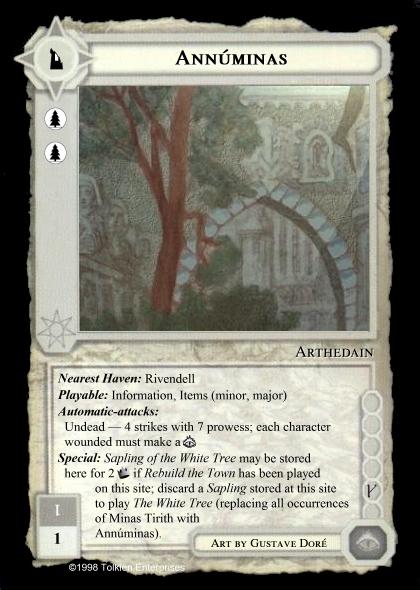 ANNÚMINAS
ARTHEDAIN
Nearest Haven: Rivendell
Playable: Information, Items (minor, major)
Automatic-attacks:
Undead — 4 strikes with 7 prowess; each character
wounded must make a
Special: Sapling of the White Tree may be stored
here for 2 if Rebuild the Town has been played
on this site; discard a Sapling stored at this site
to play The White Tree (replacing all occurrences
of Minas Tirith with
Annúminas).
I
1
ART BY GUSTAVE DORÉ
©1998 Tolkien Enterprises